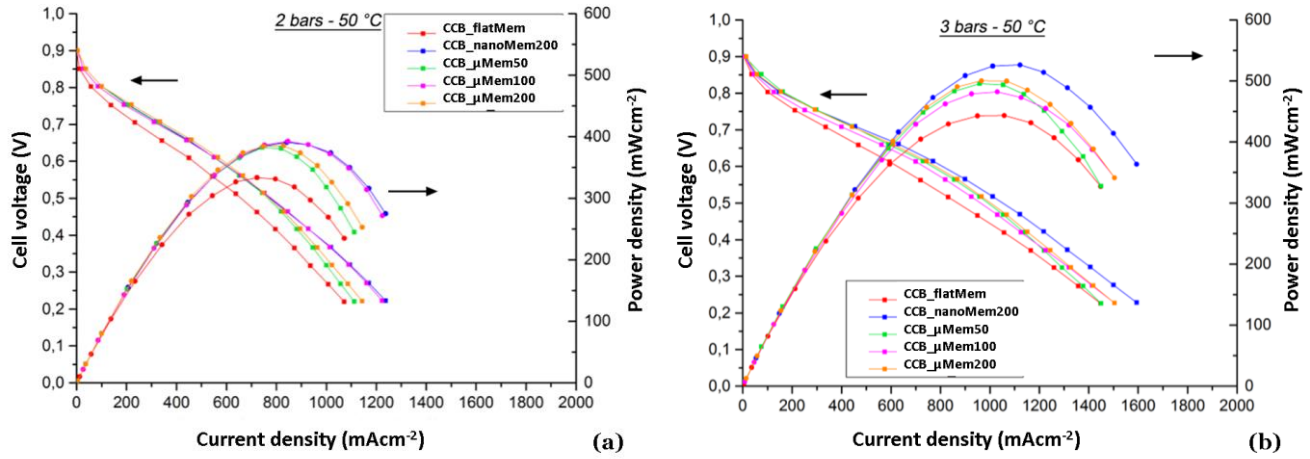 2 bars - 50 °C
CCB_flatMem
CCB_nanoMem200
CCB_µMem50
CCB_µMem100
CCB_µMem200
Cell voltage (V)
1,0
0,9
0,8
0,7
0,6
0,5
0,4
0,3
0,2
0,1
0,0
0 200 400 600 800 1000 1200 1400 1600 1800 2000
Current density (mAcm-2)
600
500
400
300
200
100
0
Power density (mWcm-2)
(a)
3 bars - 50 °C
CCB_flatMem
CCB_nanoMem200
CCB_µMem50
CCB_µMem100
CCB_µMem200
Cell voltage (V)
1,0
0,9
0,8
0,7
0,6
0,5
0,4
0,3
0,2
0,1
0,0
0 200 400 600 800 1000 1200 1400 1600 1800 2000
Current density (mAcm-2)
600
500
400
300
200
100
0
Power density (mWcm-2)
(b)